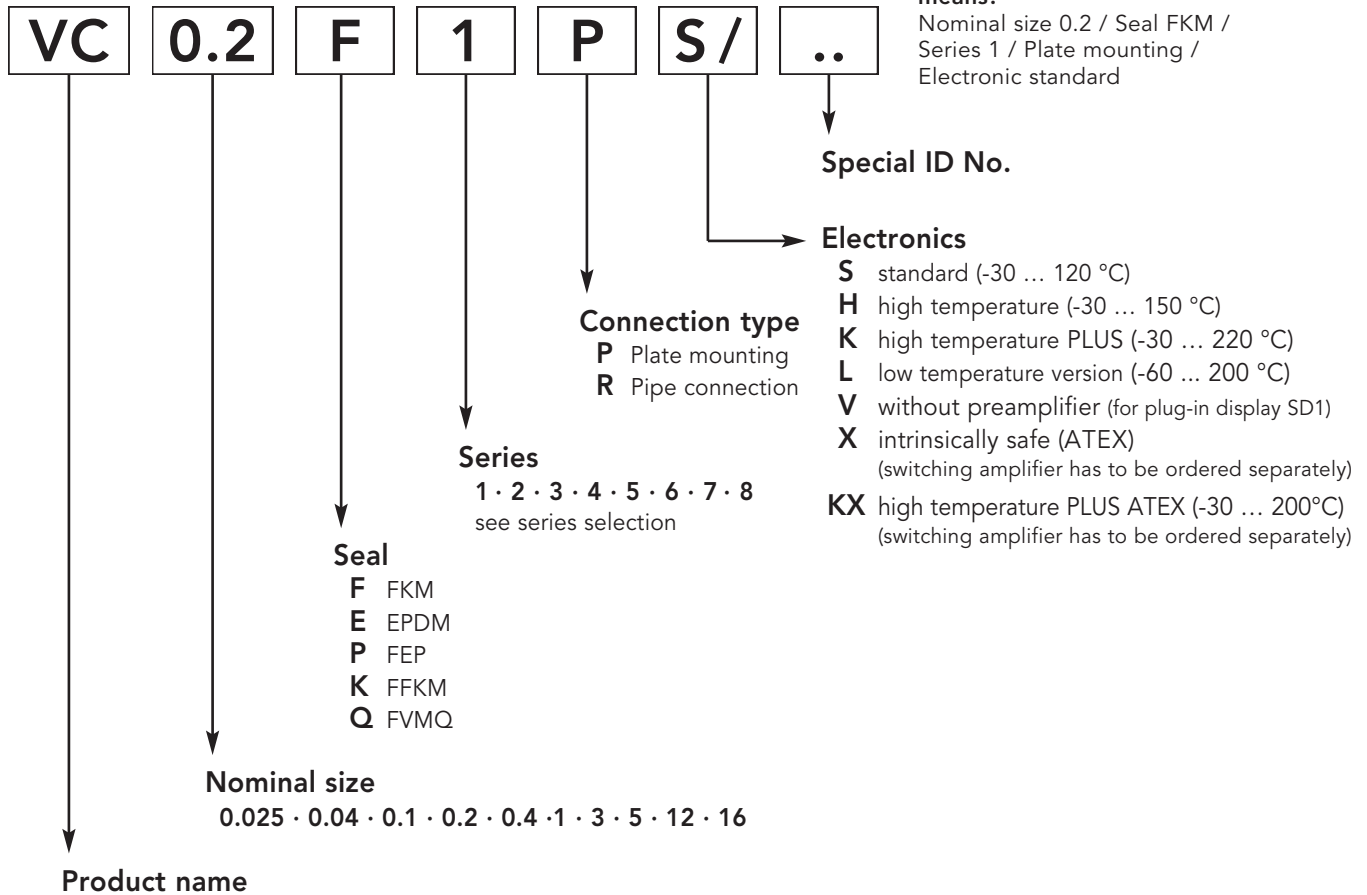 means:
VC 0.2 F 1 P S/ ..
Nominal size 0.2 / Seal FKM /
Series 1 / Plate mounting /
Electronic standard
Special ID No.
Electronics
S standard (-30 … 120 °C)
H high temperature (-30 … 150 °C)
K high temperature PLUS (-30 … 220 °C)
L low temperature version (-60 ... 200 °C)
V without preamplifier (for plug-in display SD1)
X intrinsically safe (ATEX)
(switching amplifier has to be ordered separately)
KX high temperature PLUS ATEX (-30 … 200°C)
(switching amplifier has to be ordered separately)
Connection type
P Plate mounting
R Pipe connection
Series
1 · 2 · 3 · 4 · 5 · 6 · 7 · 8
see series selection
Seal
F FKM
E EPDM
P FEP
K FFKM
Q FVMQ
Nominal size
0.025 · 0.04 · 0.1 · 0.2 · 0.4 ·1 · 3 · 5 · 12 · 16
Product name